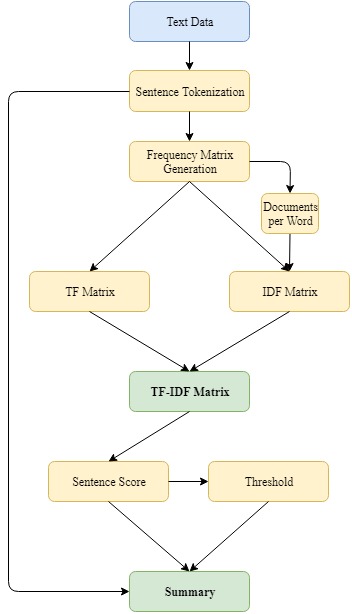 Text Data
Sentence Tokenization
Frequency Matrix
Generation
Documents
per Word
TF Matrix
IDF Matrix
TF-IDF Matrix
Sentence Score
Threshold
Summary